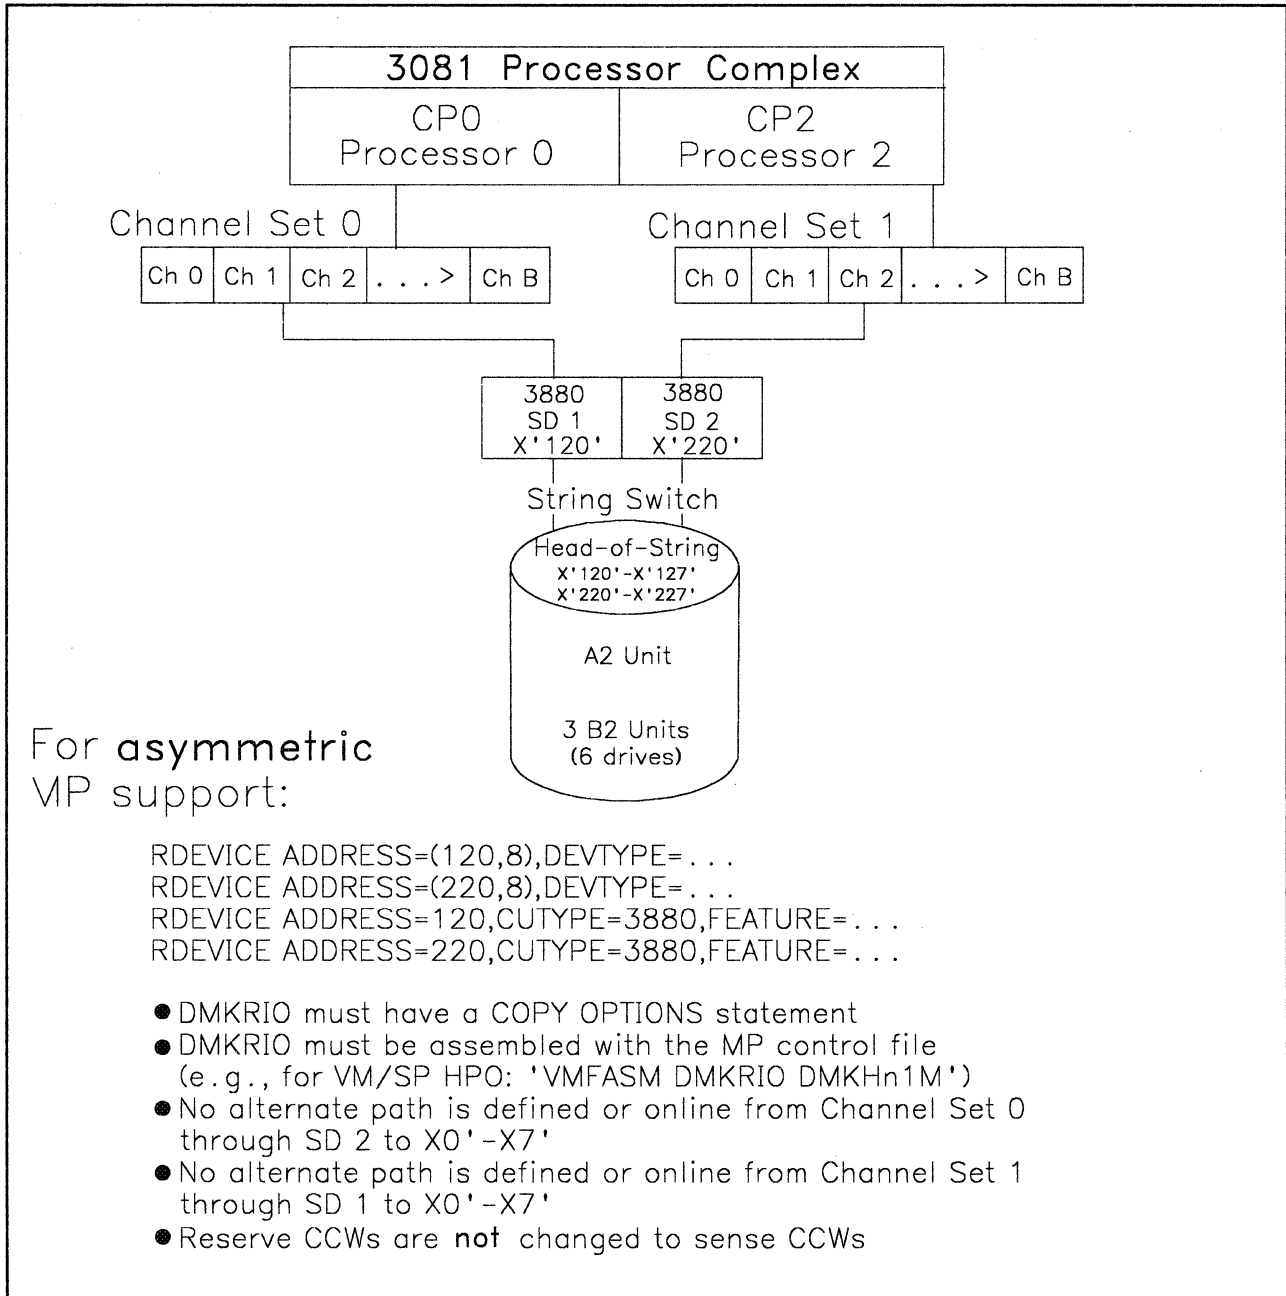 3081 Processor Complex
CP0
Processor 0
CP2
Processor 2
Channel Set 0
Channel Set 1
Ch 0 Ch 1 Ch 2 . . . > Ch B
Ch 0 Ch 1 Ch 2 . . . > Ch B
3880
SD 1
X'120'
3880
SD 2
X'220'
String Switch
Head-of-String
X'120'-X'127'
X'220'-X'227'
A2 Unit
3 B2 Units
(6 drives)
For asymmetric
MP support:
RDEVICE ADDRESS=(120,8),DEVTYPE=...
RDEVICE ADDRESS=(220,8),DEVTYPE=...
RDEVICE ADDRESS=120,CUTYPE=3880,FEATURE=...
RDEVICE ADDRESS=220,CUTYPE=3880,FEATURE=...
● DMKRIO must have a COPY OPTIONS statement
● DMKRIO must be assembled with the MP control file
(e.g., for VM/SP HPO: 'VMFASM DMKRIO DMKHn1M')
● No alternate path is defined or online from Channel Set 0
through SD 2 to X0'-X7'
● No alternate path is defined or online from Channel Set 1
through SD 1 to X0'-X7'
● Reserve CCWs are not changed to sense CCWs